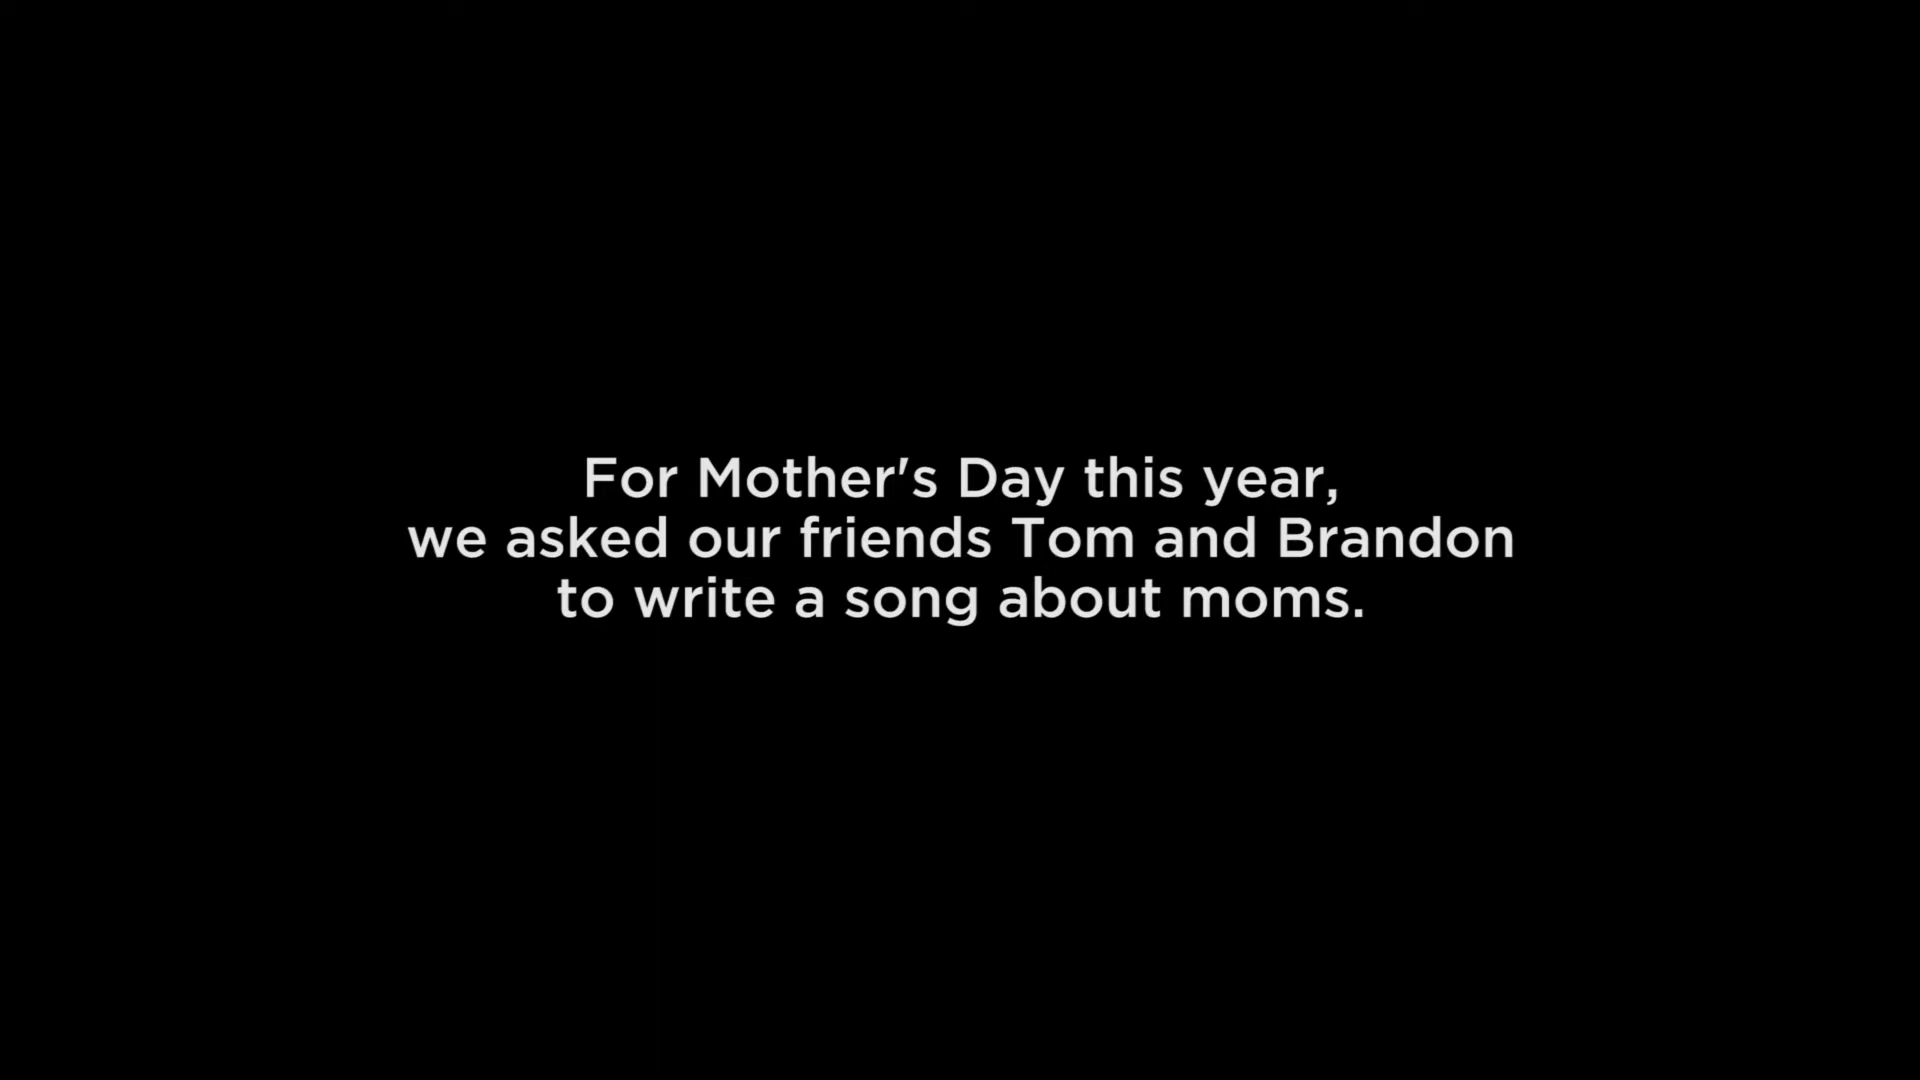 For Mother's Day this year,
we asked our friends Tom and Brandon
to write a song about moms.